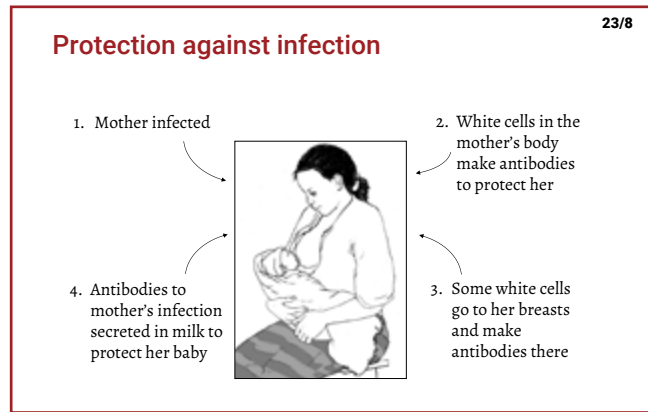 23/8
Protection against infection
1. Mother infected
2. White cells in the
mother's body
make antibodies
to protect her
3. Some white cells
go to her breasts
and make
antibodies there
4. Antibodies to
mother's infection
secreted in milk to
protect her baby